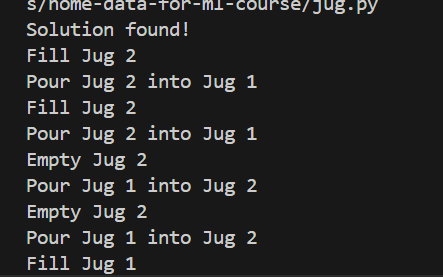 s/home-data-for-ml-course/jug.py
Solution found!
Fill Jug 2
Pour Jug 2 into Jug 1
Fill Jug 2
Pour Jug 2 into Jug 1
Empty Jug 2
Pour Jug 1 into Jug 2
Empty Jug 2
Pour Jug 1 into Jug 2
Fill Jug 1